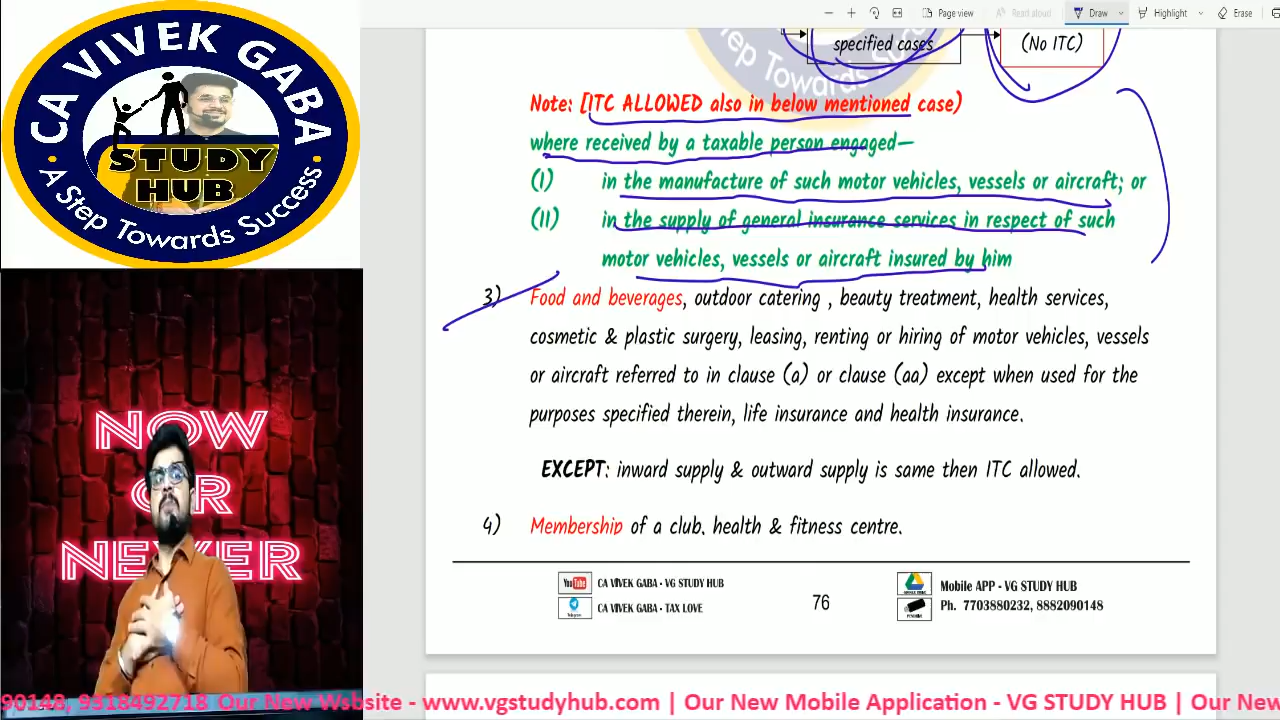 CA VIVEK GABA
STUDY
HUB
A Step Towards Success
NOW
OR
NEVER
Page view
Read aloud
Draw
Highlight
Erase
specified cases
(No ITC)
Note: [ITC ALLOWED also in below mentioned case)
where received by a taxable person engaged—
(I) in the manufacture of such motor vehicles, vessels or aircraft; or
(II) in the supply of general insurance services in respect of such
motor vehicles, vessels or aircraft insured by him
3) Food and beverages, outdoor catering , beauty treatment, health services,
cosmetic & plastic surgery, leasing, renting or hiring of motor vehicles, vessels
or aircraft referred to in clause (a) or clause (aa) except when used for the
purposes specified therein, life insurance and health insurance.
EXCEPT: inward supply & outward supply is same then ITC allowed.
4) Membership of a club, health & fitness centre.
YouTube CA VIVEK GABA - VG STUDY HUB
Telegram CA VIVEK GABA - TAX LOVE
76
Mobile APP - VG STUDY HUB
Ph. 7703880232, 8882090148
90148, 9318492718 Our New Wsbsite - www.vgstudyhub.com | Our New Mobile Application - VG STUDY HUB | Our New